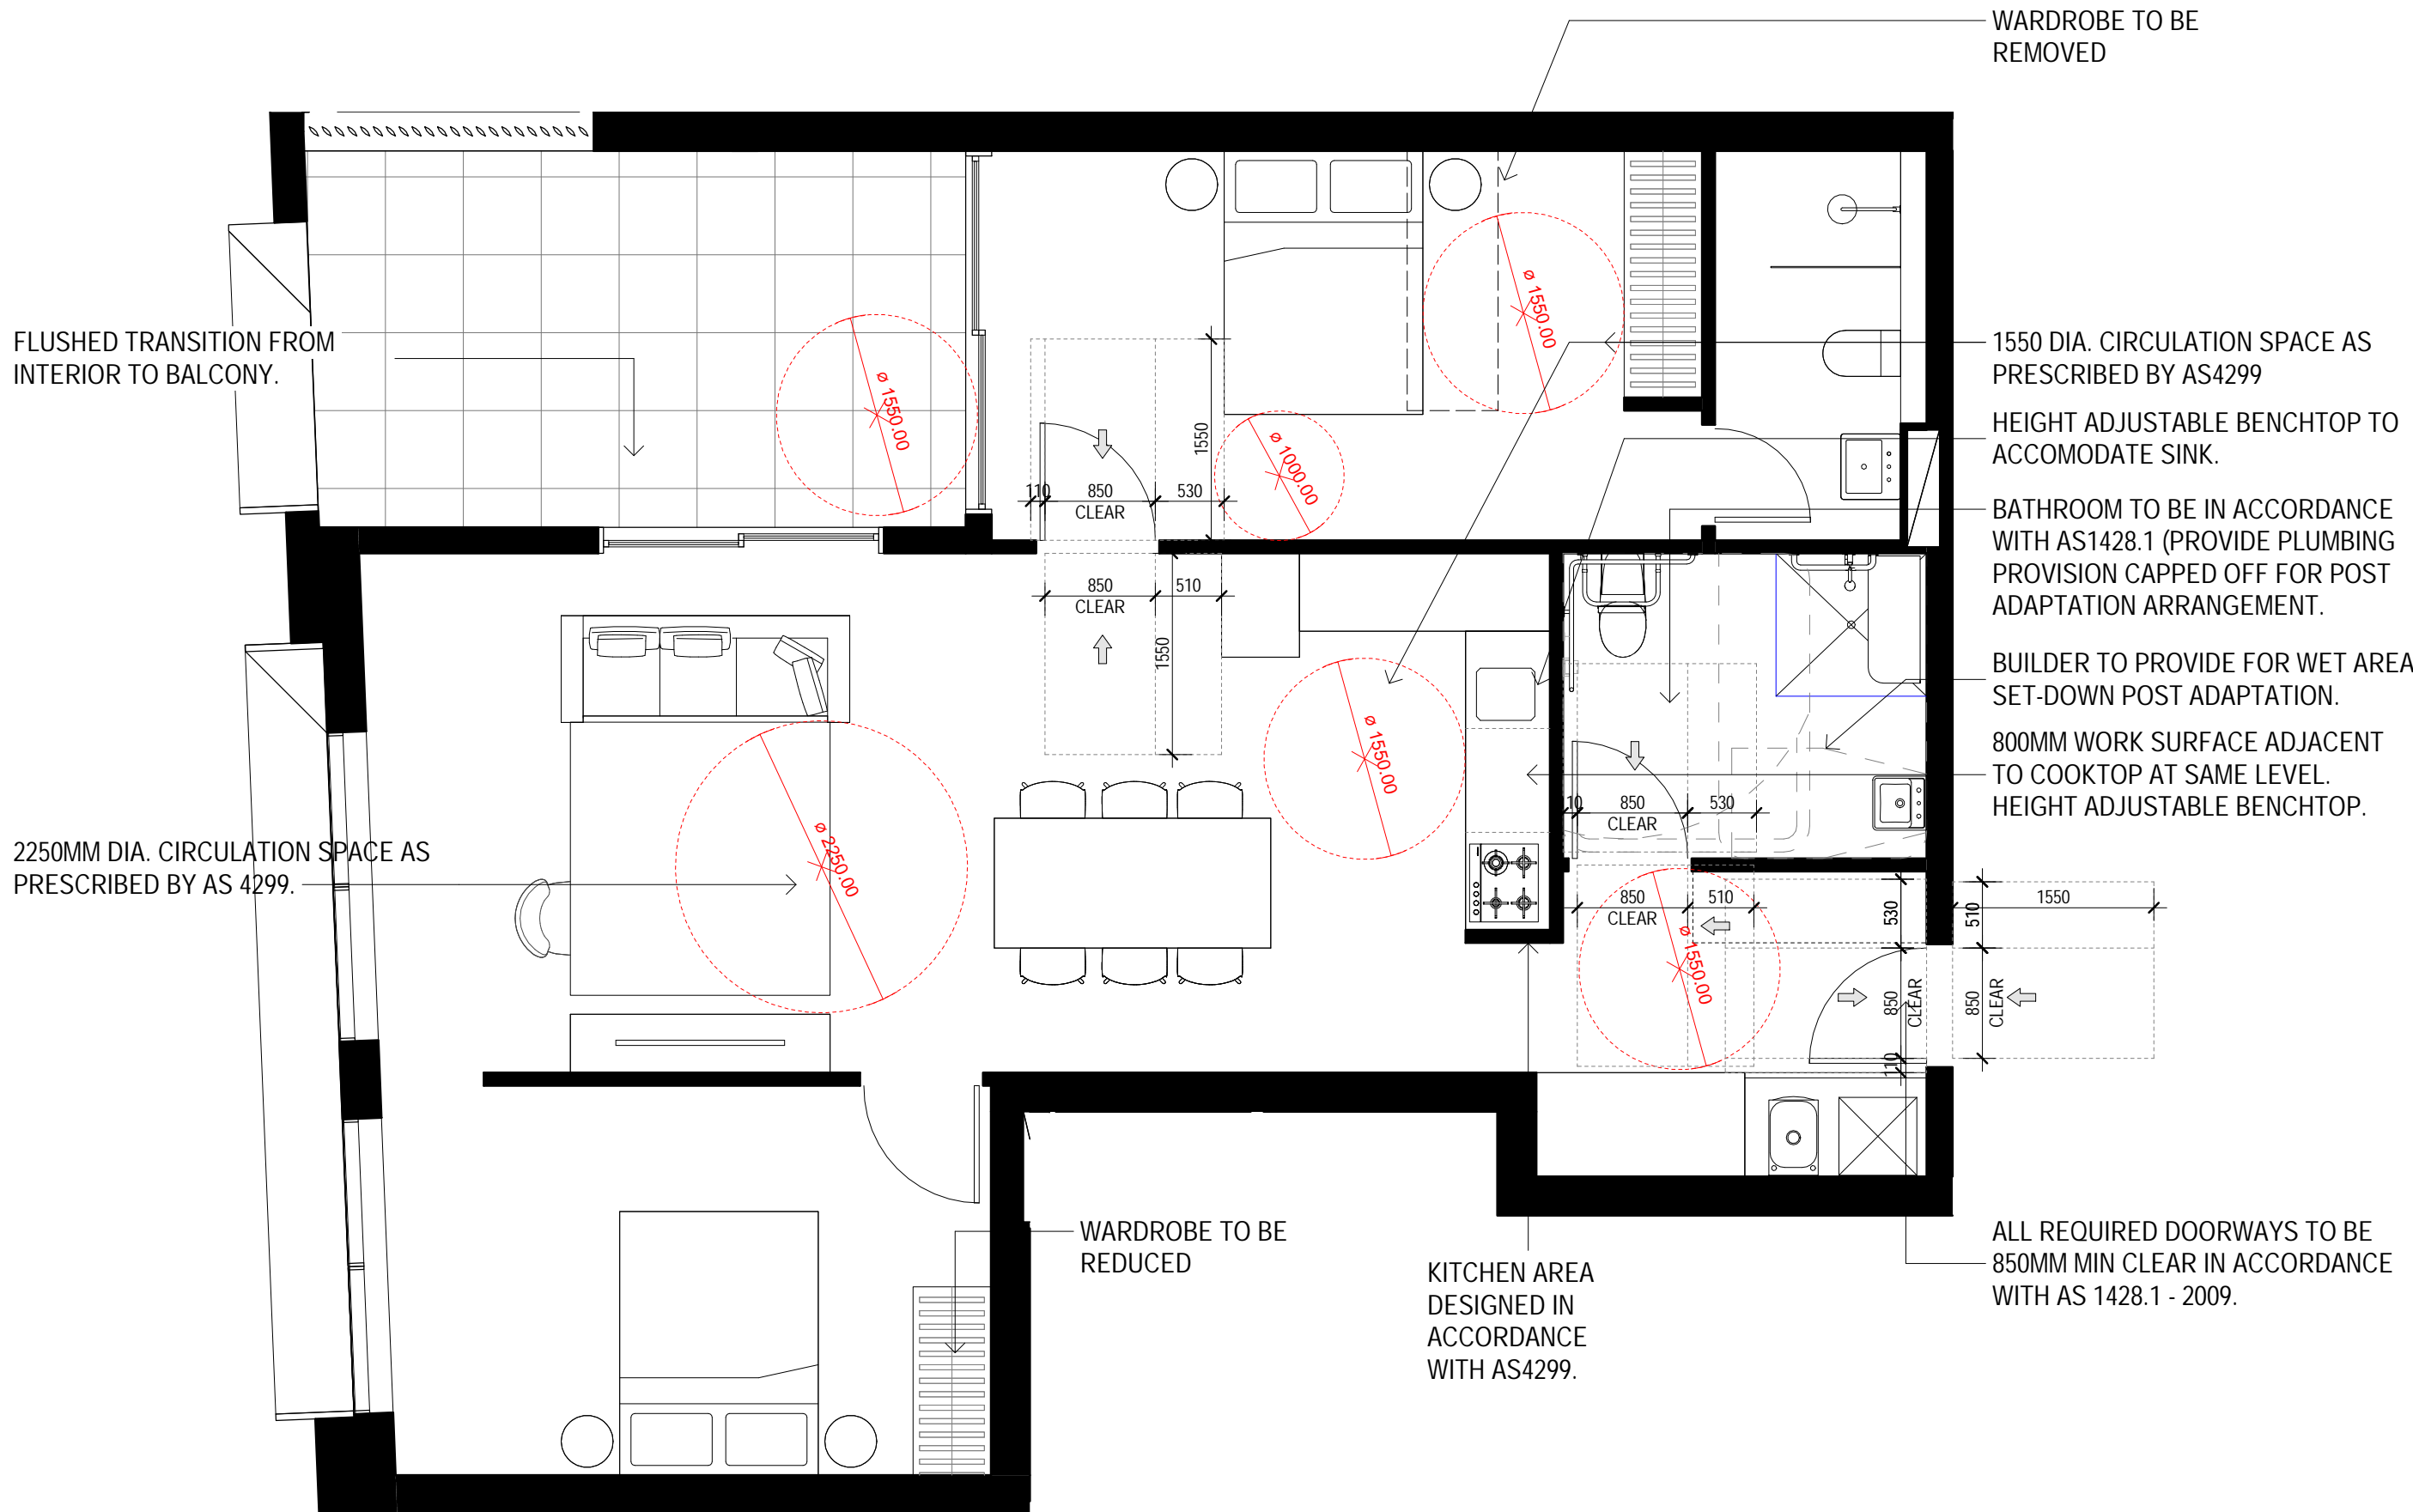 WARDROBE TO BE
REMOVED
FLUSHED TRANSITION FROM
INTERIOR TO BALCONY.
1550 DIA. CIRCULATION SPACE AS
PRESCRIBED BY AS4299
HEIGHT ADJUSTABLE BENCHTOP TO
ACCOMODATE SINK.
BATHROOM TO BE IN ACCORDANCE
WITH AS1428.1 (PROVIDE PLUMBING
PROVISION CAPPED OFF FOR POST
ADAPTATION ARRANGEMENT.
BUILDER TO PROVIDE FOR WET AREA
SET-DOWN POST ADAPTATION.
800MM WORK SURFACE ADJACENT
TO COOKTOP AT SAME LEVEL.
HEIGHT ADJUSTABLE BENCHTOP.
2250MM DIA. CIRCULATION SPACE AS
PRESCRIBED BY AS 4299.
WARDROBE TO BE
REDUCED
KITCHEN AREA
DESIGNED IN
ACCORDANCE
WITH AS4299.
ALL REQUIRED DOORWAYS TO BE
850MM MIN CLEAR IN ACCORDANCE
WITH AS 1428.1 - 2009.
ø 1550.00
ø 1550.00
ø 1000.00
1550
110 850 530
CLEAR
850 510
CLEAR
1550
ø 1550.00
ø 2250.00
10 850 530
CLEAR
850 510
CLEAR
ø 1550.00
530
850
CLEAR
110
510
850
CLEAR
1550